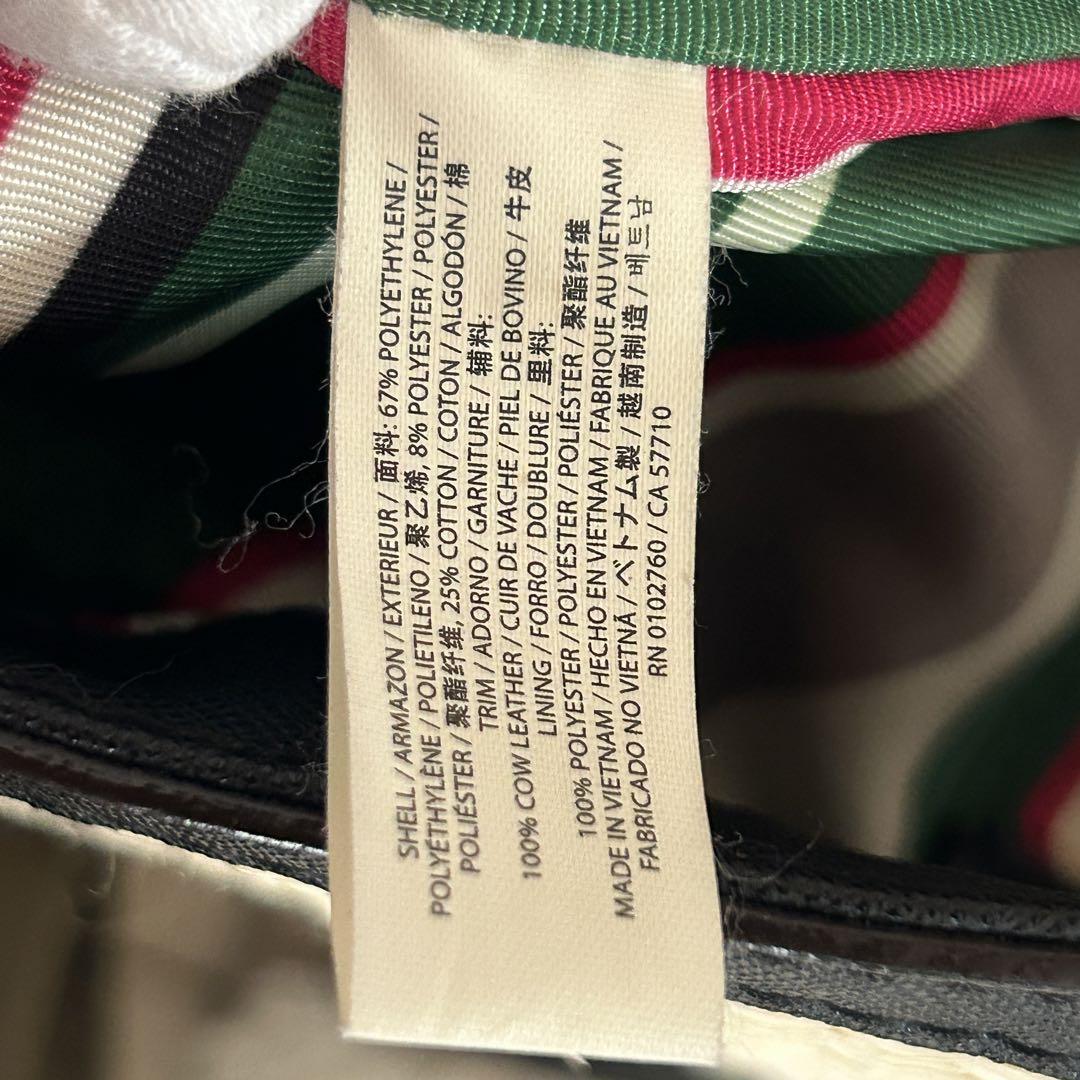 SHELL / ARMAZON / EXTERIEUR / 面料: 67% POLYETHYLENE /
POLYÉTHYLÈNE / POLIETILENO / 聚乙烯, 8% POLYESTER / POLYESTER /
POLIÉSTER / 聚酯纤维, 25% COTTON / COTON / ALGODÓN / 棉
TRIM / ADORNO / GARNITURE / 辅料:
100% COW LEATHER / CUIR DE VACHE / PIEL DE BOVINO / 牛皮
LINING / FORRO / DOUBLURE / 里料:
100% POLYESTER / POLYESTER / POLIÉSTER / 聚酯纤维
MADE IN VIETNAM / HECHO EN VIETNAM / FABRIQUE AU VIETNAM /
FABRICADO NO VIETNÃ / ベトナム製 / 越南制造 / 베트남
RN 0102760 / CA 57710